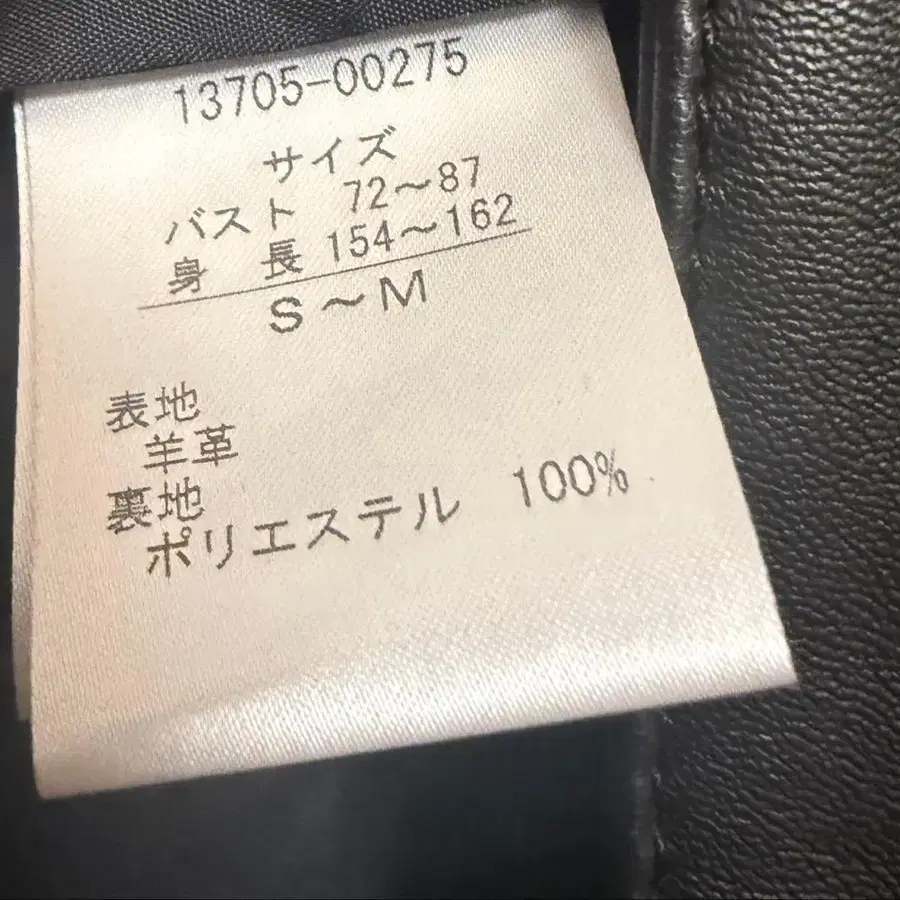 13705-00275
サイズ
バスト 72～87
身 長 154～162
S～M
表地
羊革
裏地
ポリエステル 100%